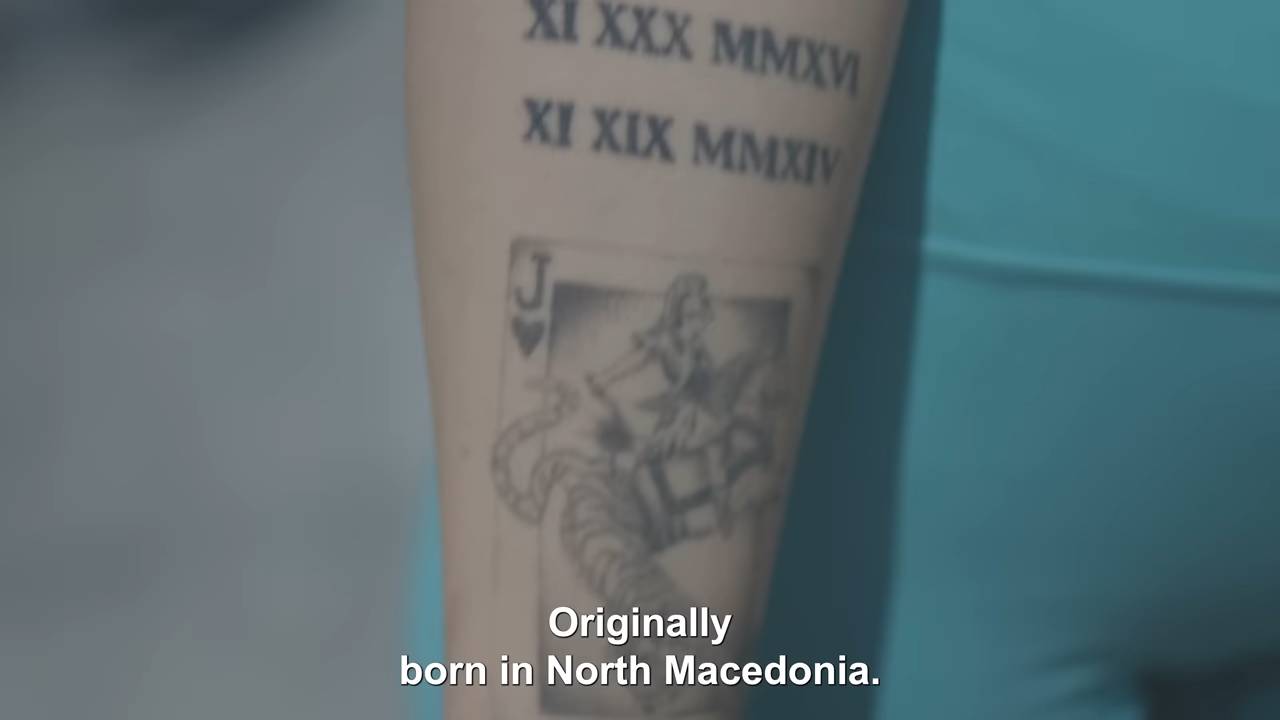 XI XXX MMXVI
XI XIX MMXIV
J
Originally
born in North Macedonia.